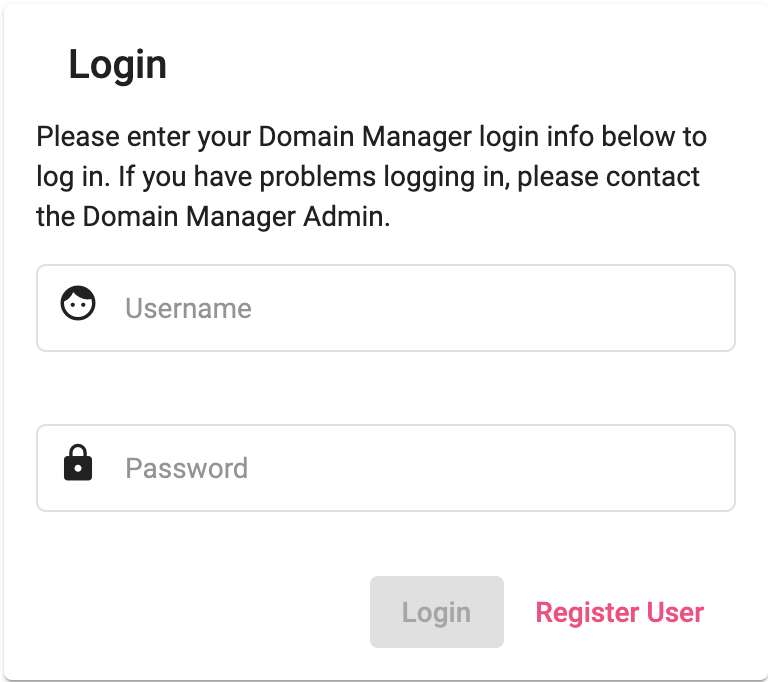 Login
Please enter your Domain Manager login info below to
log in. If you have problems logging in, please contact
the Domain Manager Admin.
Username
Password
Login Register User